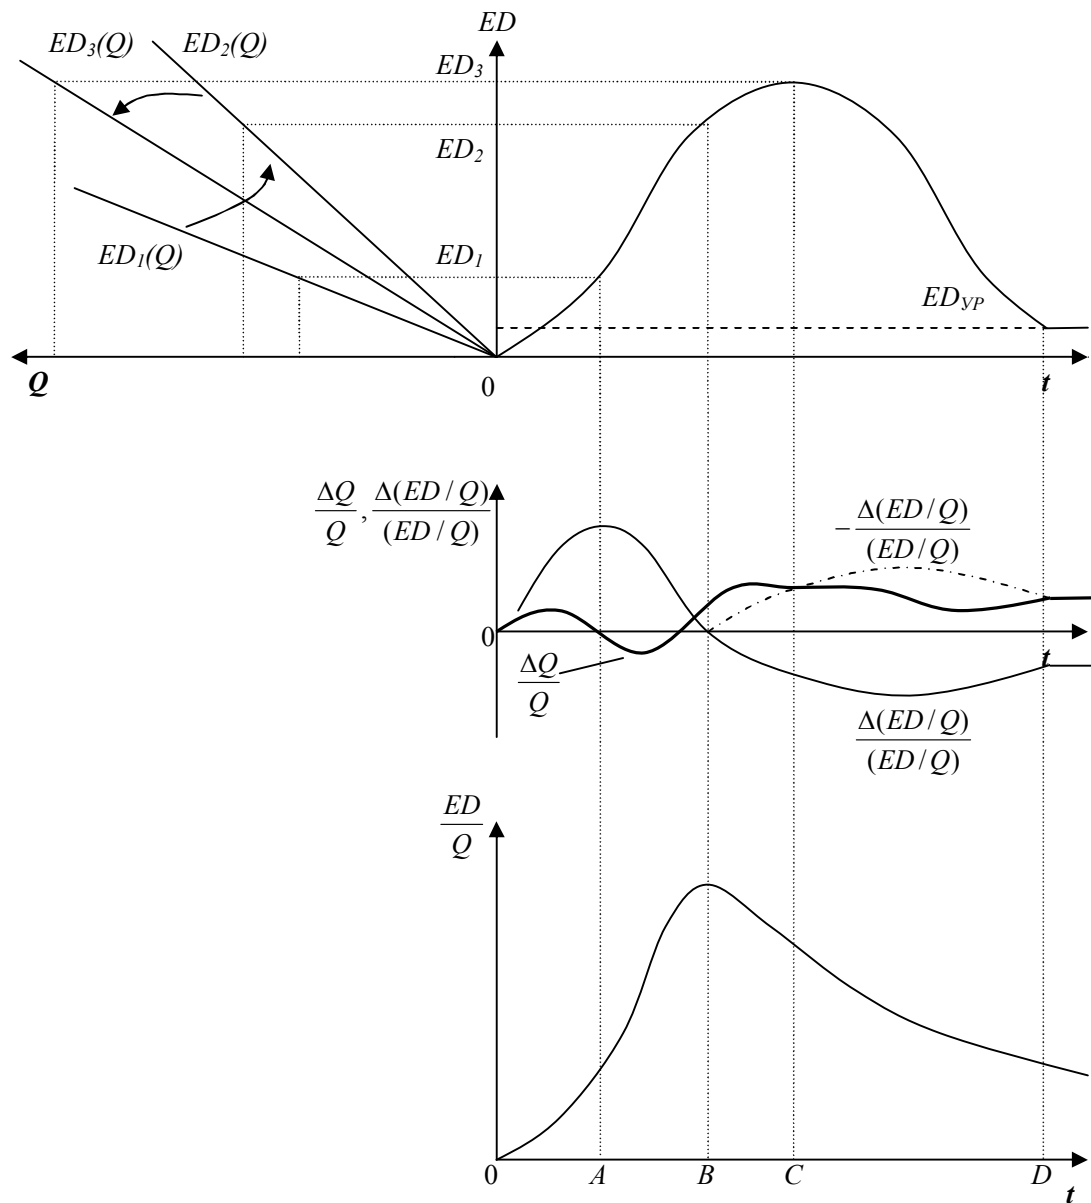 ED
ED₃(Q) ED₂(Q)
ED₃
ED₂
ED₁(Q) ED₁
ED_УР
Q 0 t
ΔQ/Q, Δ(ED/Q)/(ED/Q)
-Δ(ED/Q)/(ED/Q)
0
t
ΔQ/Q
Δ(ED/Q)/(ED/Q)
ED/Q
0 A B C D
t